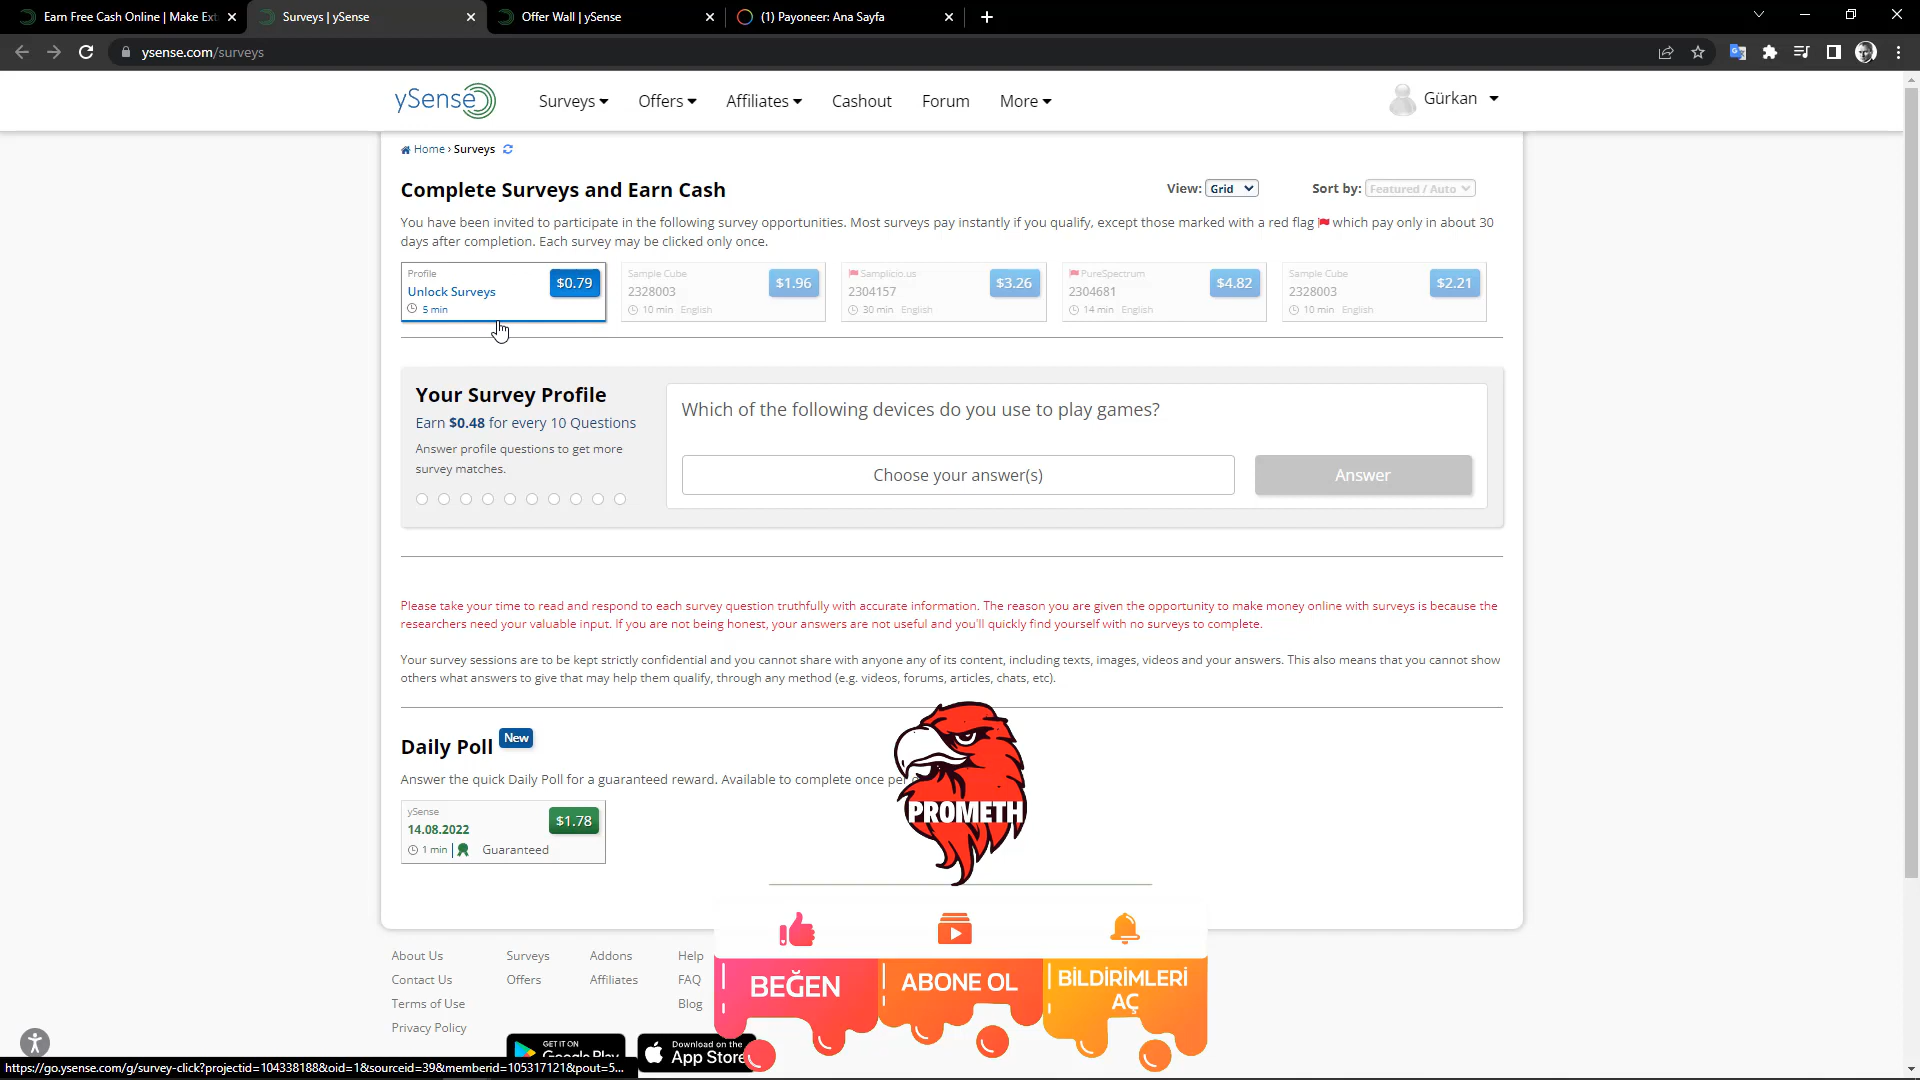 Earn Free Cash Online | Make Ext
Surveys | ySense
Offer Wall | ySense
(1) Payoneer: Ana Sayfa
ysense.com/surveys
ySense
Surveys
Offers
Affiliates
Cashout
Forum
More
Gürkan
Home › Surveys
Complete Surveys and Earn Cash
View: Grid
Sort by: Featured / Auto
You have been invited to participate in the following survey opportunities. Most surveys pay instantly if you qualify, except those marked with a red flag which pay only in about 30
days after completion. Each survey may be clicked only once.
Profile
Unlock Surveys
5 min
$0.79
Sample Cube
2328003
10 min English
$1.96
Samplicio.us
2304157
30 min English
$3.26
PureSpectrum
2304681
14 min English
$4.82
Sample Cube
2328003
10 min English
$2.21
Your Survey Profile
Earn $0.48 for every 10 Questions
Answer profile questions to get more
survey matches.
Which of the following devices do you use to play games?
Choose your answer(s)
Answer
Please take your time to read and respond to each survey question truthfully with accurate information. The reason you are given the opportunity to make money online with surveys is because the
researchers need your valuable input. If you are not being honest, your answers are not useful and you'll quickly find yourself with no surveys to complete.
Your survey sessions are to be kept strictly confidential and you cannot share with anyone any of its content, including texts, images, videos and your answers. This also means that you cannot show
others what answers to give that may help them qualify, through any method (e.g. videos, forums, articles, chats, etc).
Daily Poll New
Answer the quick Daily Poll for a guaranteed reward. Available to complete once per
ySense
14.08.2022
1 min Guaranteed
$1.78
PROMETH
About Us
Contact Us
Terms of Use
Privacy Policy
Surveys
Offers
Addons
Affiliates
Help
FAQ
Blog
GET IT ON
Google Play
Download on the
App Store
BEĞEN
ABONE OL
BİLDİRİMLERİ
AÇ
https://go.ysense.com/g/survey-click?projectid=104338188&oid=1&sourceid=39&memberid=105317121&pout=5...